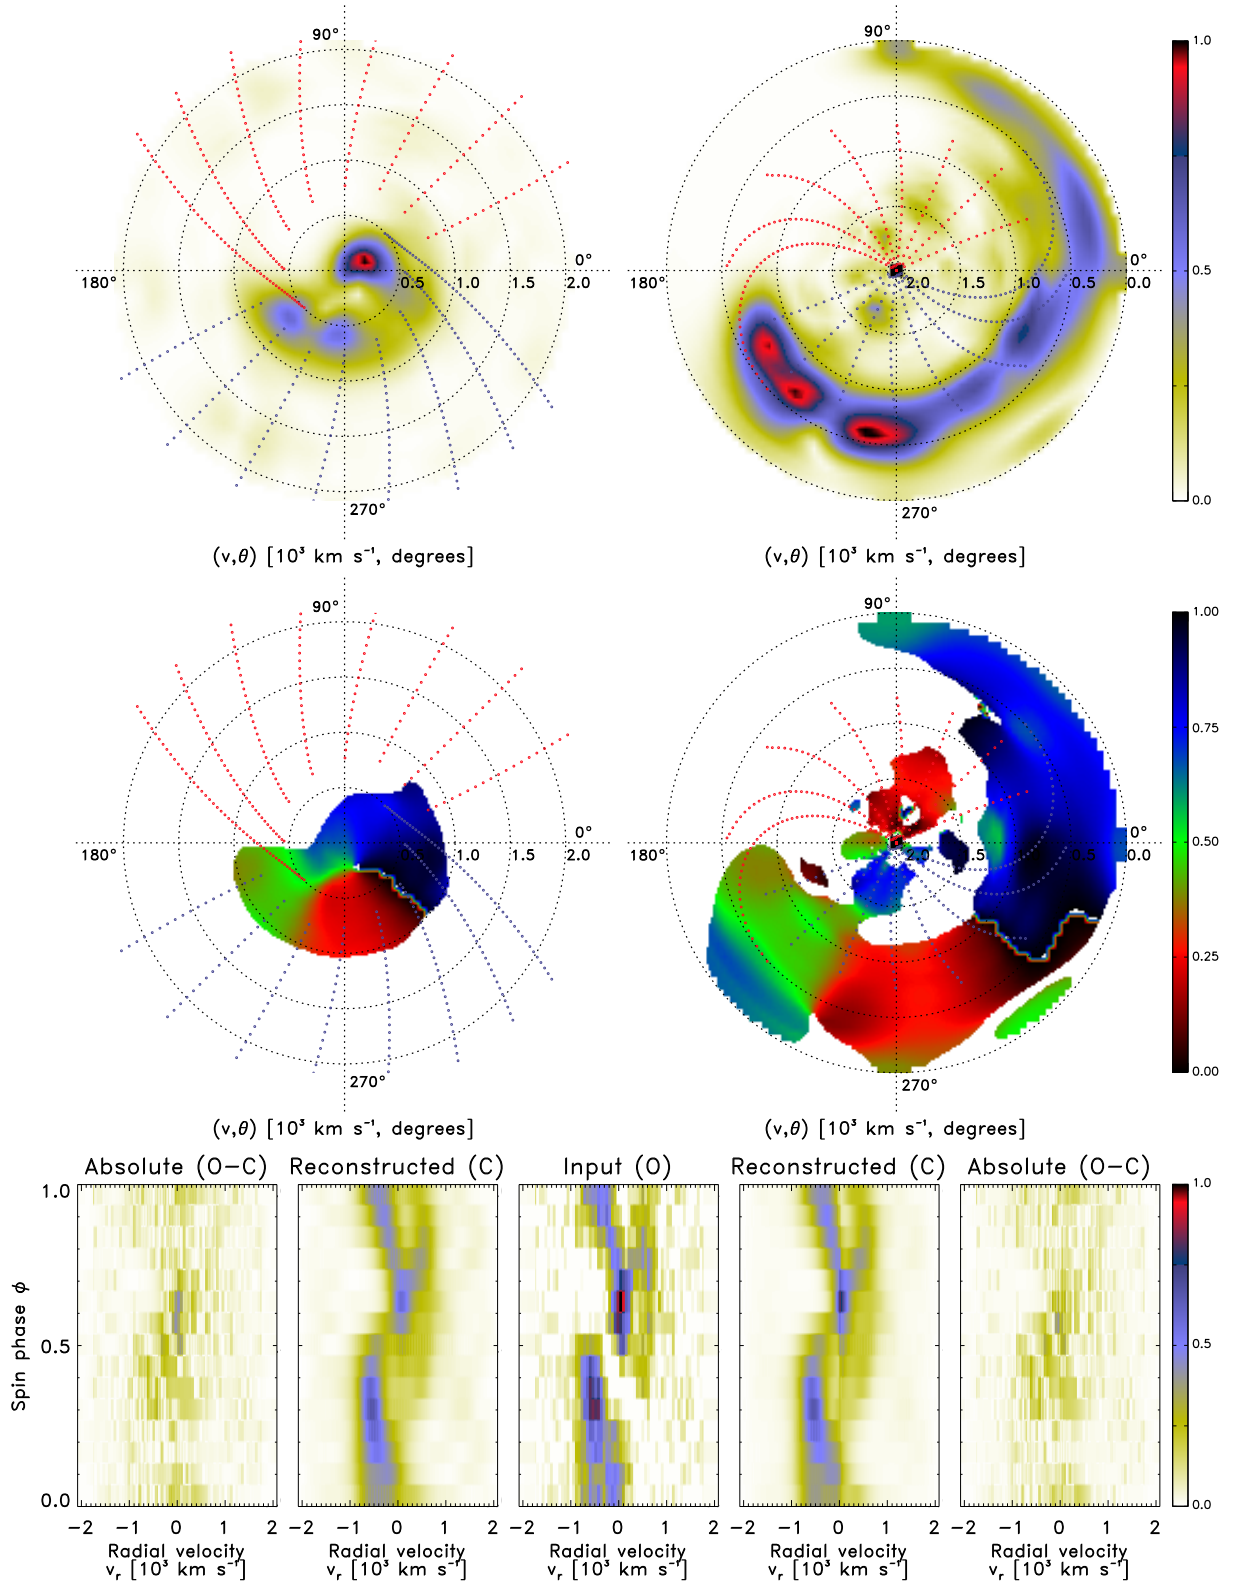 90° 90°
1.0
180° 0.5 1.0 1.5 2.0 0° 180° 2.0 1.5 1.0 0.5 0.0 0°
0.5
270° 270° 0.0
(v,θ) [10³ km s⁻¹, degrees] (v,θ) [10³ km s⁻¹, degrees]
90° 90°
1.00
0.75
180° 0.5 1.0 1.5 2.0 0° 180° 2.0 1.5 1.0 0.5 0.0 0°
0.50
0.25
270° 270° 0.00
(v,θ) [10³ km s⁻¹, degrees] (v,θ) [10³ km s⁻¹, degrees]
Absolute (O−C) Reconstructed (C) Input (O) Reconstructed (C) Absolute (O−C)
1.0 1.0
Spin phase ϕ
0.5 0.5
0.0 0.0
−2 −1 0 1 2 −2 −1 0 1 2 −2 −1 0 1 2 −2 −1 0 1 2 −2 −1 0 1 2
Radial velocity Radial velocity Radial velocity Radial velocity Radial velocity
vᵣ [10³ km s⁻¹] vᵣ [10³ km s⁻¹] vᵣ [10³ km s⁻¹] vᵣ [10³ km s⁻¹] vᵣ [10³ km s⁻¹]